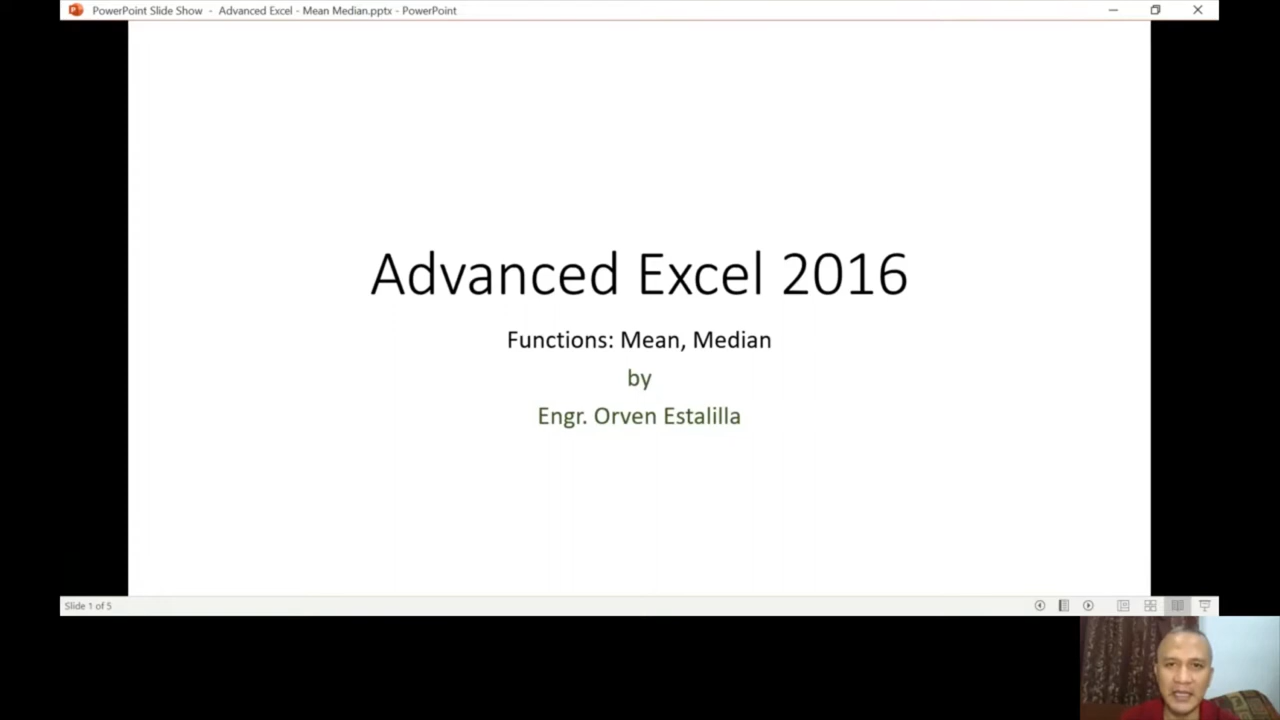 PowerPoint Slide Show - Advanced Excel - Mean Median.pptx - PowerPoint
Advanced Excel 2016
Functions: Mean, Median
by
Engr. Orven Estalilla
Slide 1 of 5